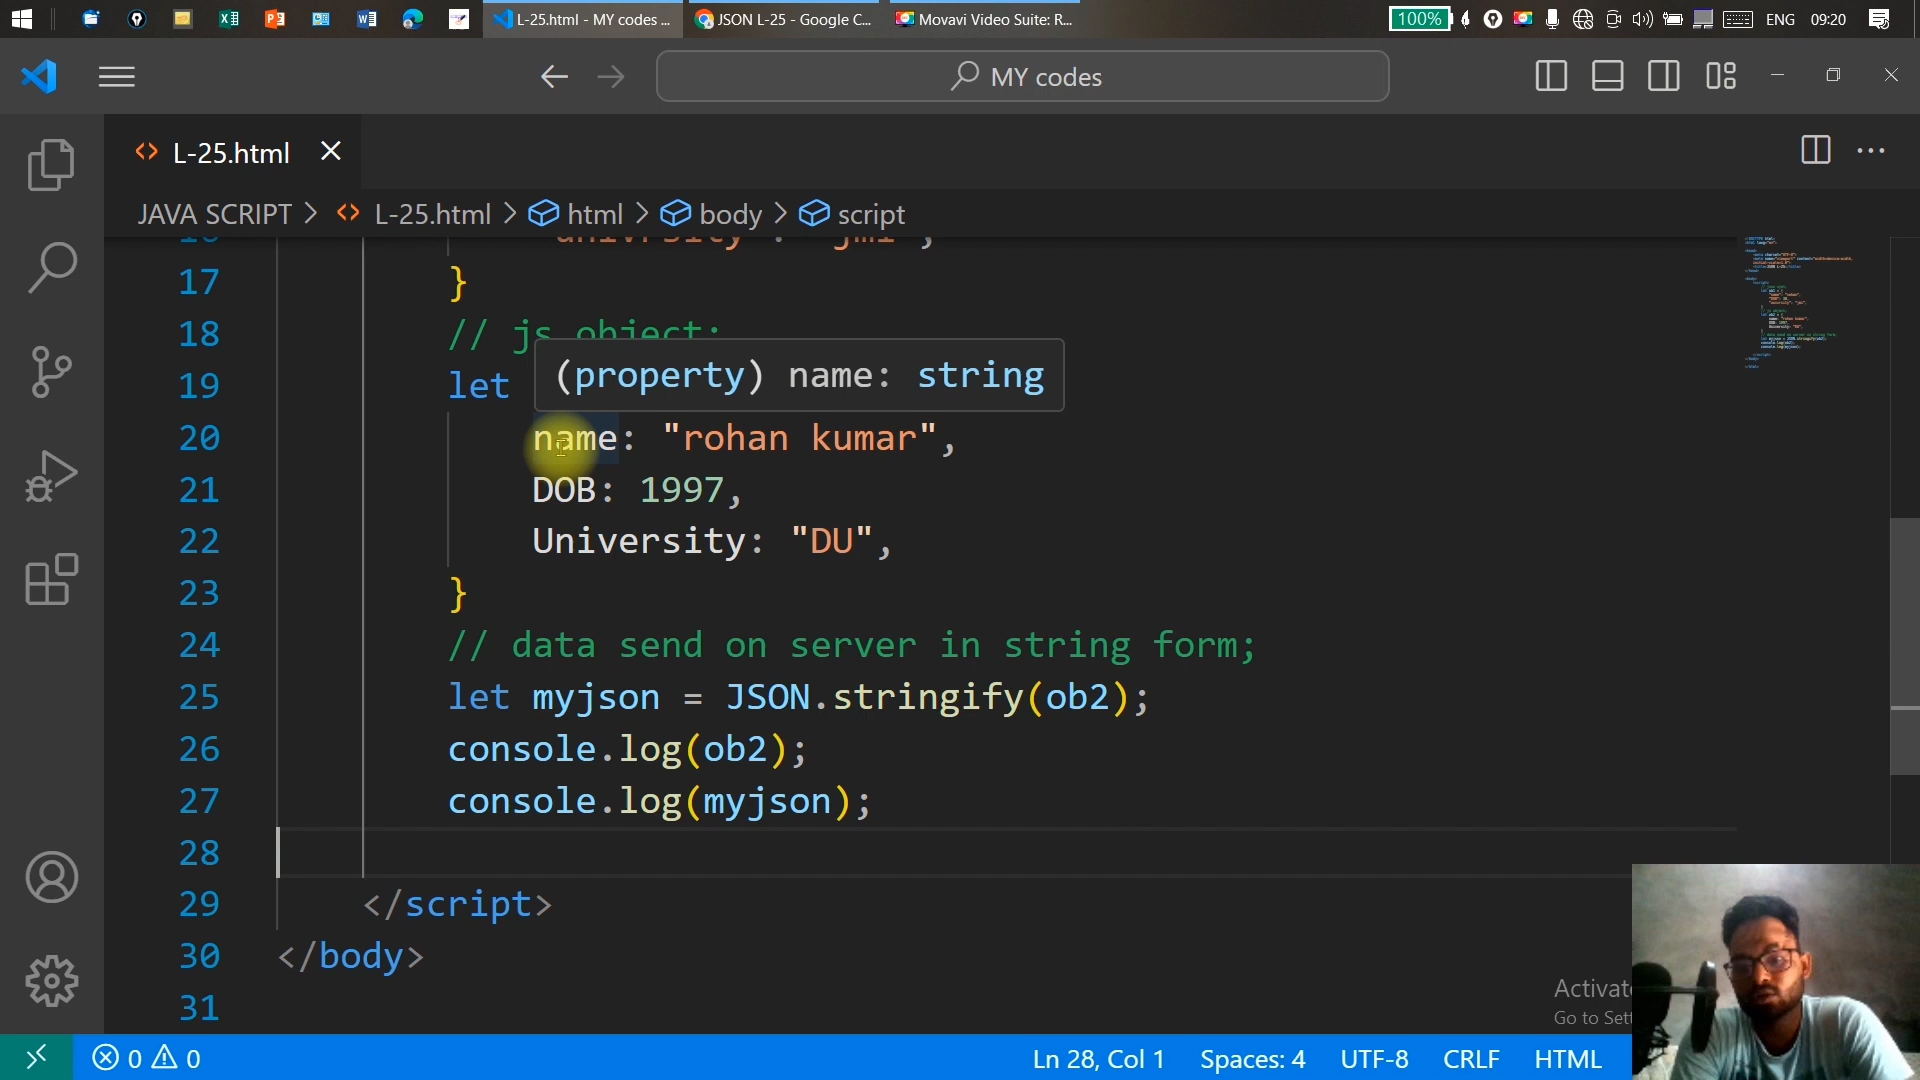 L-25.html - MY codes ...
JSON L-25 - Google C...
Movavi Video Suite: R...
100%
ENG
09:20
MY codes
L-25.html
JAVA SCRIPT > L-25.html > html > body > script
17 }
18 // js object;
19 let
(property) name: string
20 name: "rohan kumar",
21 DOB: 1997,
22 University: "DU",
23 }
24 // data send on server in string form;
25 let myjson = JSON.stringify(ob2);
26 console.log(ob2);
27 console.log(myjson);
28
29 </script>
30 </body>
31
Activate
Go to Sett
0 0
Ln 28, Col 1
Spaces: 4
UTF-8
CRLF
HTML